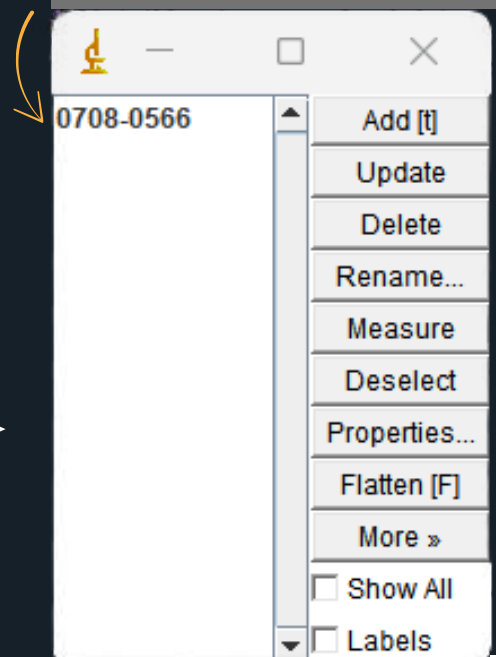 0708-0566
Add [t]
Update
Delete
Rename...
Measure
Deselect
Properties...
Flatten [F]
More »
Show All
Labels